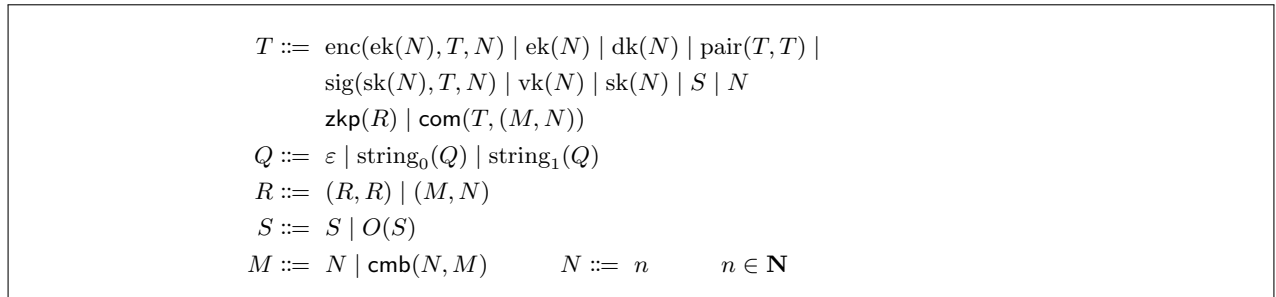 T ::= enc(ek(N), T, N) | ek(N) | dk(N) | pair(T, T) |
sig(sk(N), T, N) | vk(N) | sk(N) | S | N
zkp(R) | com(T, (M, N))
Q ::= ε | string₀(Q) | string₁(Q)
R ::= (R, R) | (M, N)
S ::= S | O(S)
M ::= N | cmb(N, M) N ::= n n ∈ N